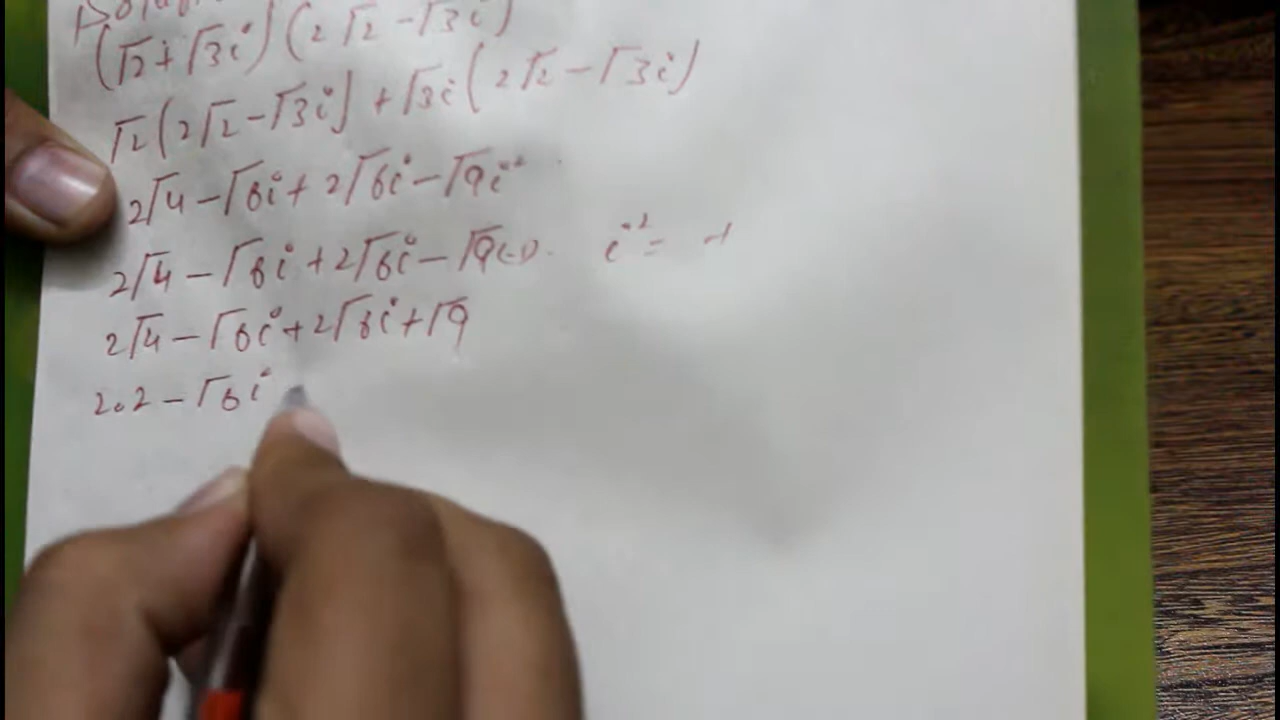 (√2+√3i)(2√2-√3i)
√2(2√2-√3i)+√3i(2√2-√3i)
2√4-√6i+2√6i-√9i²
2√4-√6i+2√6i-√9(-1). i²= -1
2√4-√6i+2√6i+√9
2.2-√6i